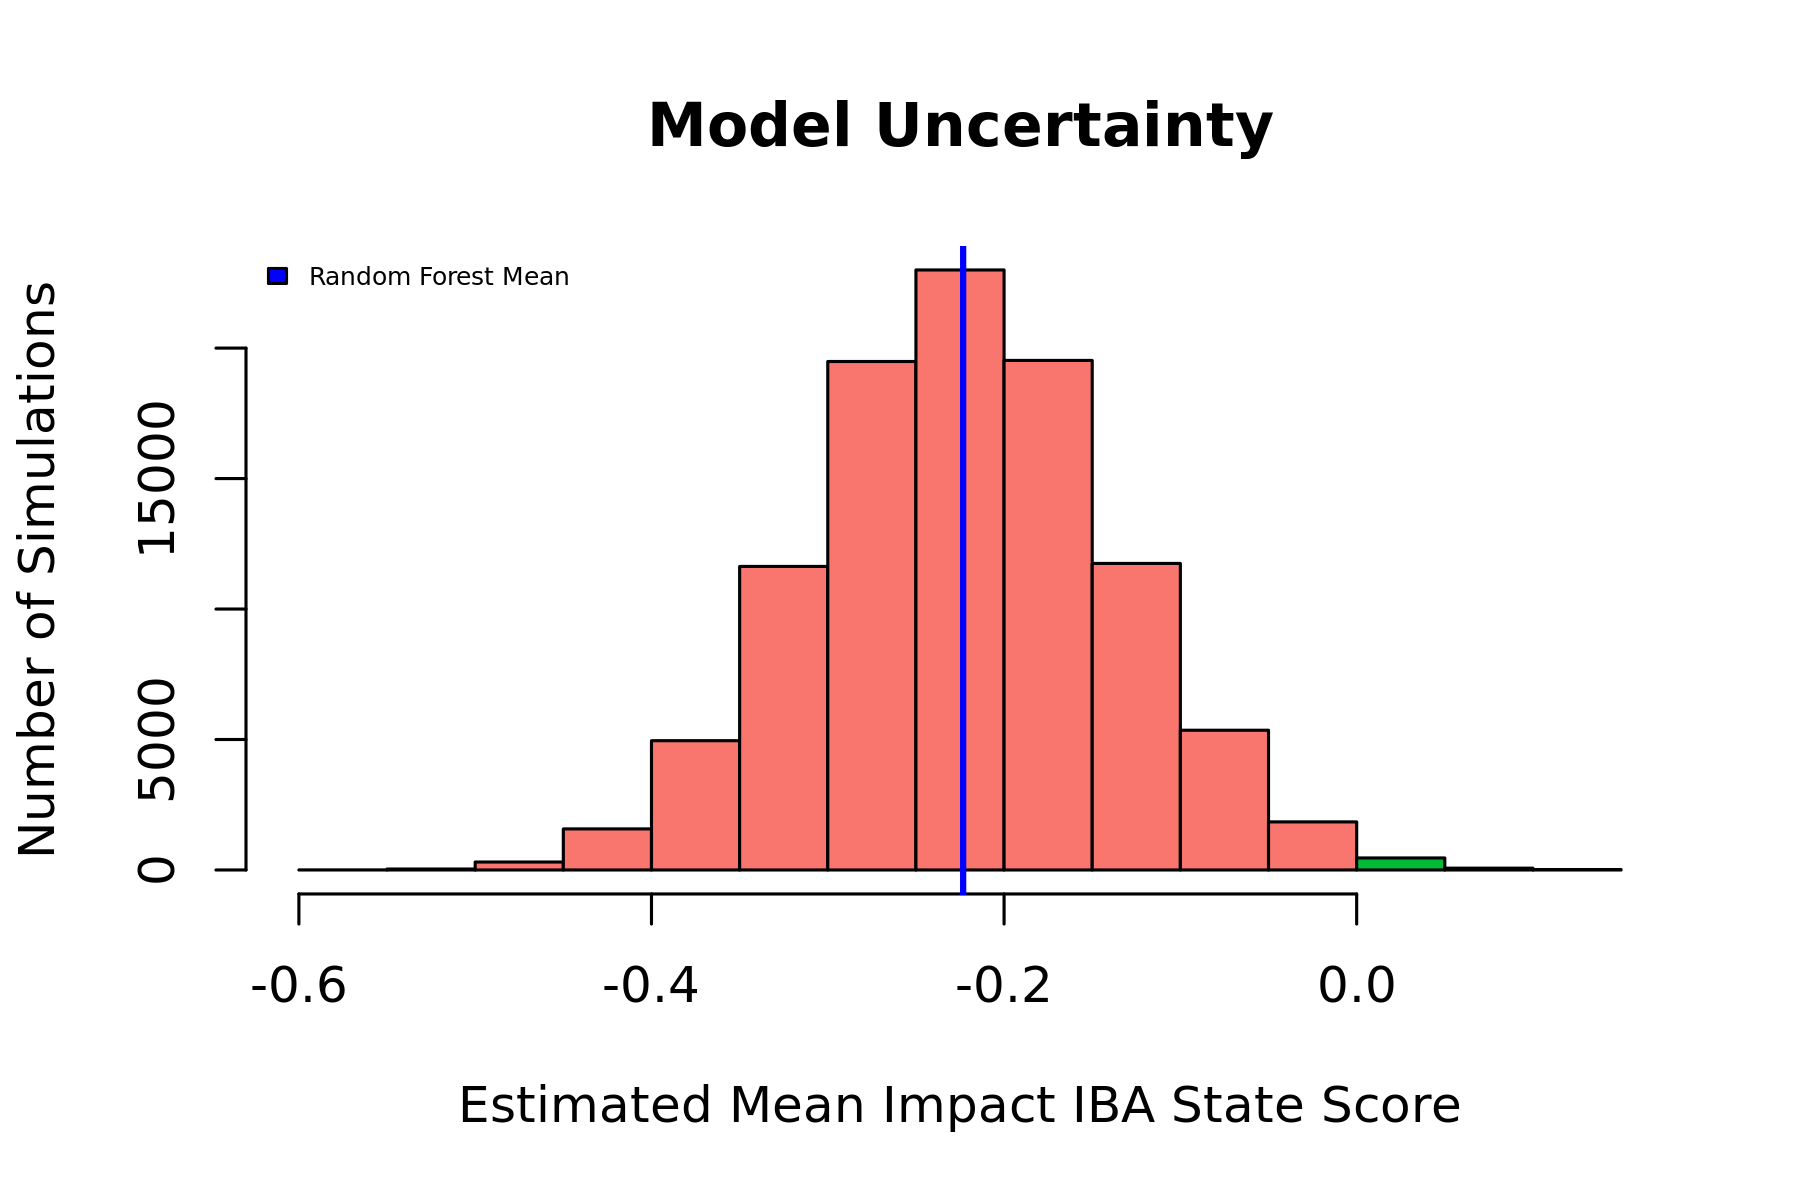 Model Uncertainty
Random Forest Mean
Number of Simulations
15000
5000
0
-0.6
-0.4
-0.2
0.0
Estimated Mean Impact IBA State Score